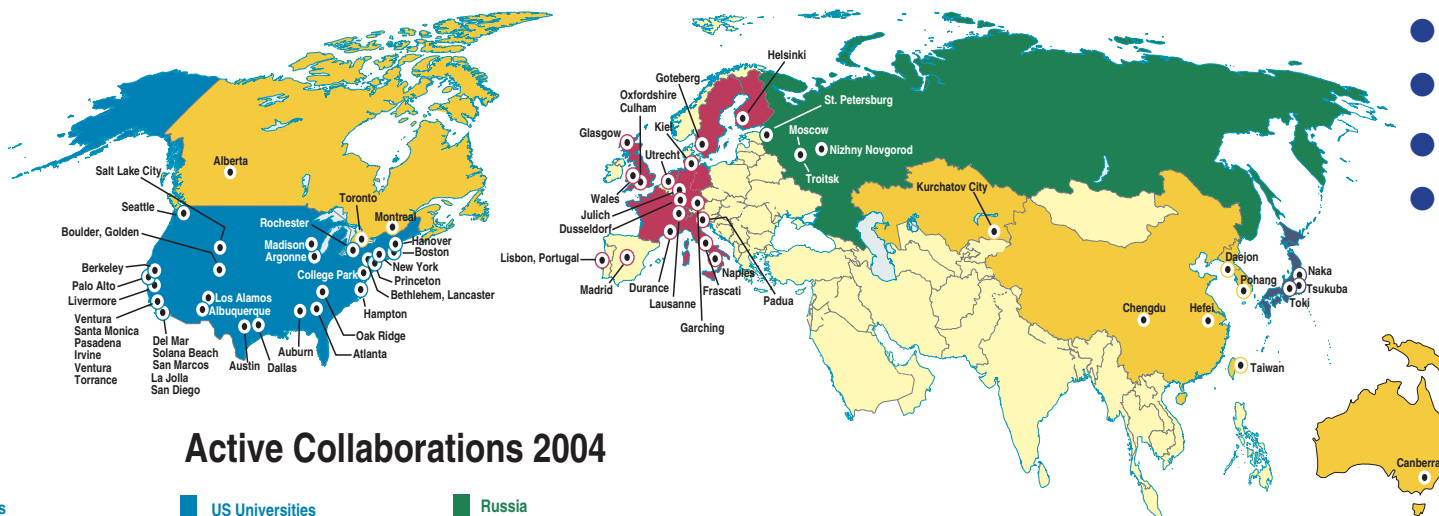 Helsinki
Goteberg
St. Petersburg
Oxfordshire
Culham
Kiel
Moscow
Glasgow
Nizhny Novgorod
Utrecht
Troitsk
Wales
Julich
Dusseldorf
Lisbon, Portugal
Madrid
Durance
Lausanne
Garching
Frascati
Naples
Padua
Kurchatov City
Daejon
Pohang
Naka
Tsukuba
Toki
Chengdu
Hefei
Taiwan
Canberra
Alberta
Salt Lake City
Seattle
Boulder, Golden
Toronto
Rochester
Montreal
Madison
Argonne
Hanover
Boston
College Park
New York
Princeton
Bethlehem, Lancaster
Berkeley
Palo Alto
Livermore
Los Alamos
Albuquerque
Hampton
Oak Ridge
Atlanta
Auburn
Dallas
Austin
Ventura
Santa Monica
Pasadena
Irvine
Ventura
Torrance
Del Mar
Solana Beach
San Marcos
La Jolla
San Diego
Active Collaborations 2004
s
US Universities
Russia